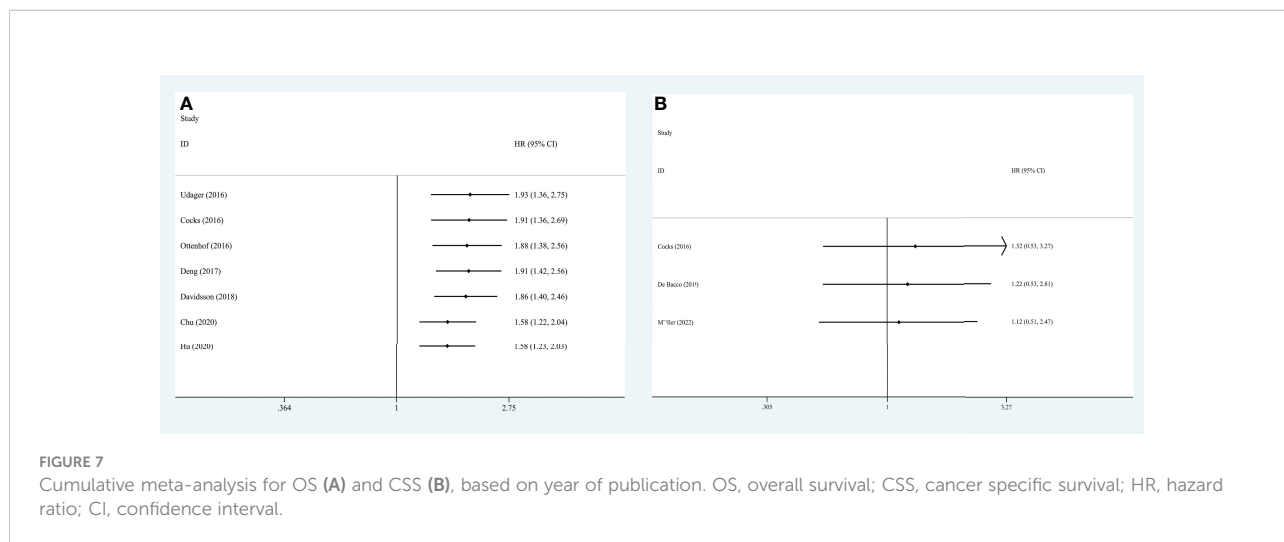 A
Study
ID HR (95% CI)
Udager (2016) 1.93 (1.36, 2.75)
Cocks (2016) 1.91 (1.36, 2.69)
Ottenhof (2016) 1.88 (1.38, 2.56)
Deng (2017) 1.91 (1.42, 2.56)
Davidsson (2018) 1.86 (1.40, 2.46)
Chu (2020) 1.58 (1.22, 2.04)
Hu (2020) 1.58 (1.23, 2.03)
.364 1 2.75
B
Study
ID HR (95% CI)
Cocks (2016) 1.32 (0.53, 3.27)
De Bacco 1.22 (0.53, 2.81)
(2022) 1.12 (0.51, 2.47)
.305 1 3.27
FIGURE 7
Cumulative meta-analysis for OS (A) and CSS (B), based on year of publication. OS, overall survival; CSS, cancer specific survival; HR, hazard
ratio; CI, confidence interval.